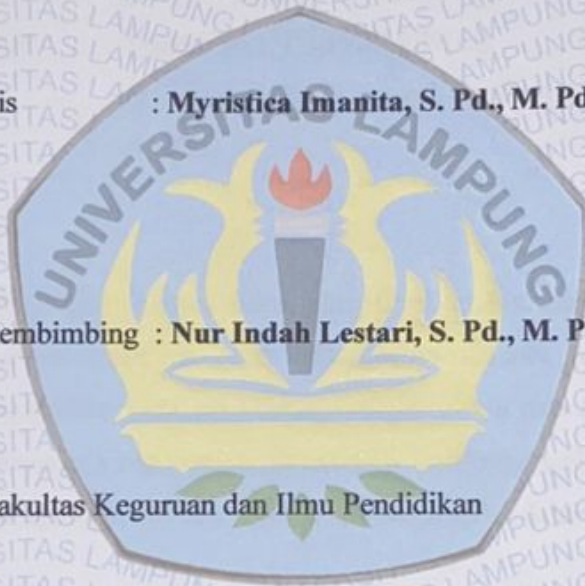 is : Myristica Imanita, S. Pd., M. Pd
UNIVERSITAS LAMPUNG
embimbing : Nur Indah Lestari, S. Pd., M. P
akultas Keguruan dan Ilmu Pendidikan